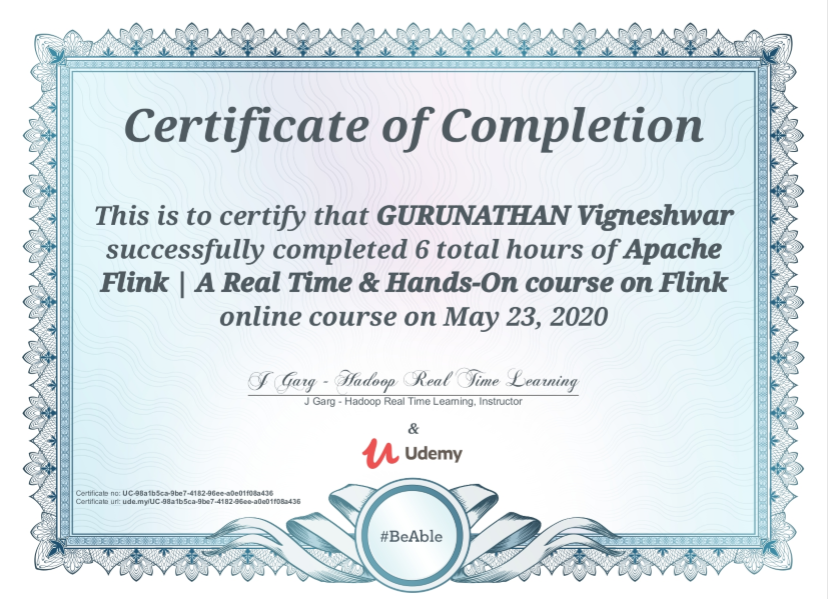 Certificate of Completion
This is to certify that GURUNATHAN Vigneshwar
successfully completed 6 total hours of Apache
Flink | A Real Time & Hands-On course on Flink
online course on May 23, 2020
J Garg - Hadoop Real Time Learning
J Garg - Hadoop Real Time Learning, Instructor
&
Udemy
Certificate no: UC-98a1b5ca-9be7-4182-96ee-a0e01f08a436
Certificate url: ude.my/UC-98a1b5ca-9be7-4182-96ee-a0e01f08a436
#BeAble